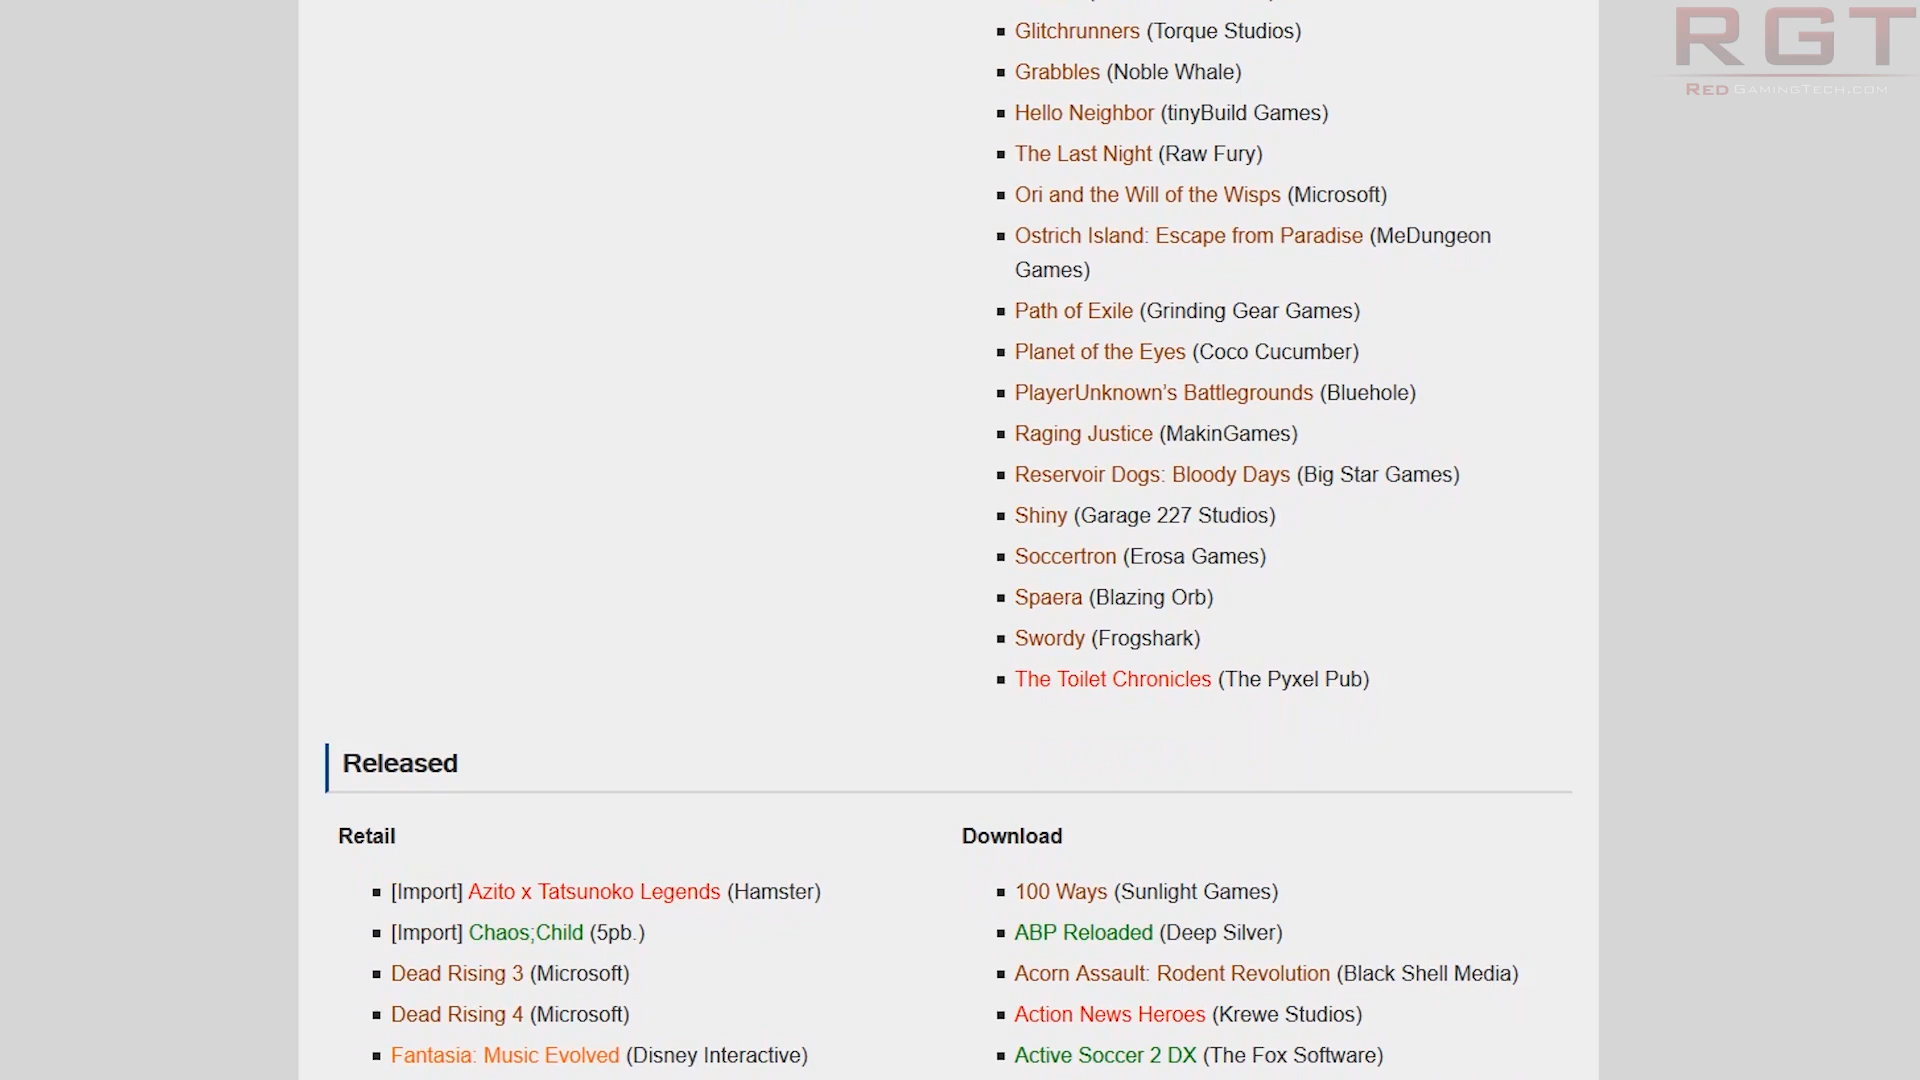 RGT
RED GAMINGTECH.COM
Glitchrunners (Torque Studios)
Grabbles (Noble Whale)
Hello Neighbor (tinyBuild Games)
The Last Night (Raw Fury)
Ori and the Will of the Wisps (Microsoft)
Ostrich Island: Escape from Paradise (MeDungeon
Games)
Path of Exile (Grinding Gear Games)
Planet of the Eyes (Coco Cucumber)
PlayerUnknown’s Battlegrounds (Bluehole)
Raging Justice (MakinGames)
Reservoir Dogs: Bloody Days (Big Star Games)
Shiny (Garage 227 Studios)
Soccertron (Erosa Games)
Spaera (Blazing Orb)
Swordy (Frogshark)
The Toilet Chronicles (The Pyxel Pub)
Released
Retail
[Import] Azito x Tatsunoko Legends (Hamster)
[Import] Chaos;Child (5pb.)
Dead Rising 3 (Microsoft)
Dead Rising 4 (Microsoft)
Fantasia: Music Evolved (Disney Interactive)
Download
100 Ways (Sunlight Games)
ABP Reloaded (Deep Silver)
Acorn Assault: Rodent Revolution (Black Shell Media)
Action News Heroes (Krewe Studios)
Active Soccer 2 DX (The Fox Software)